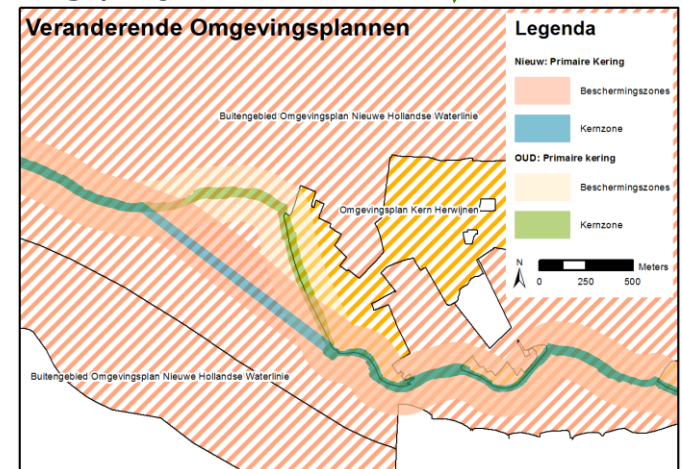 Veranderende Omgevingsplannen
Legenda
Nieuw: Primaire Kering
Beschermingszones
Kernzone
OUD: Primaire kering
Beschermingszones
Kernzone
N
Meters
0 250 500
Buitengebied Omgevingsplan Nieuwe Hollandse Waterlinie
Omgevingsplan Kern Herwijnen
Buitengebied Omgevingsplan Nieuwe Hollandse Waterlinie